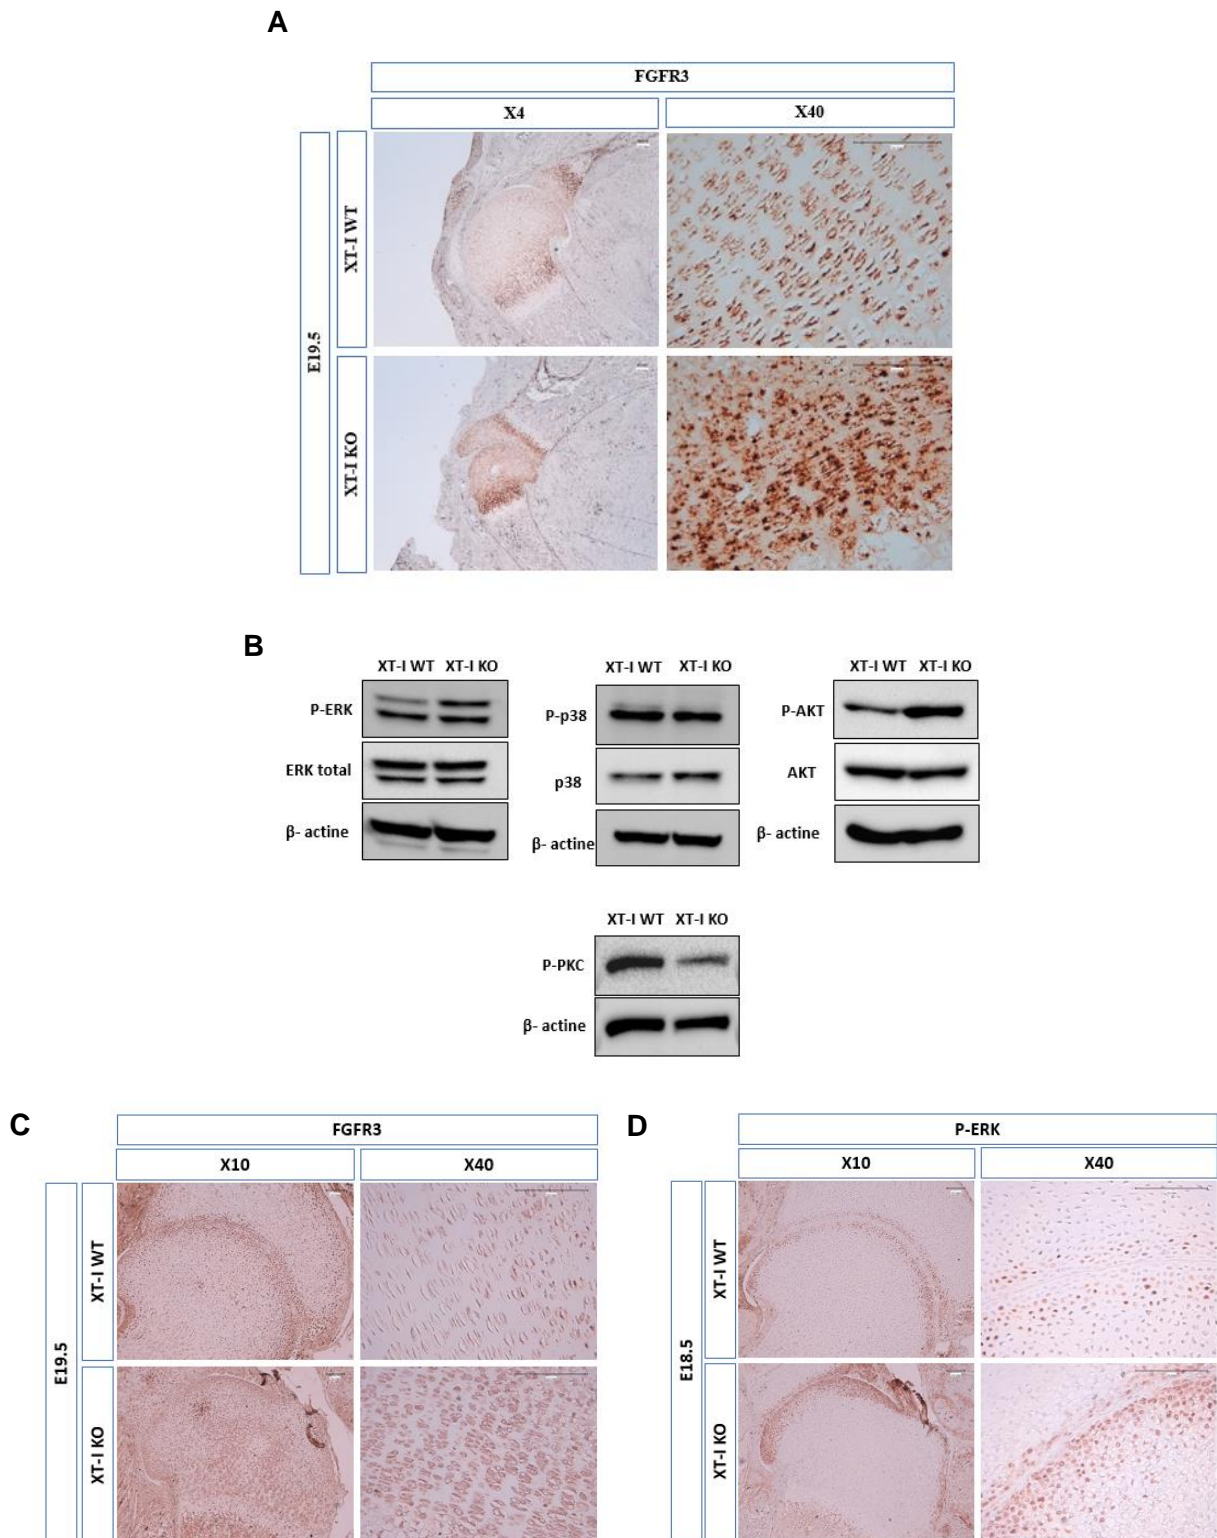 A
FGFR3
X4 X40
XT-I WT
E19.5
XT-I KO
B
XT-I WT XT-I KO
P-ERK
ERK total
β- actine
XT-I WT XT-I KO
P-p38
p38
β- actine
XT-I WT XT-I KO
P-AKT
AKT
β- actine
XT-I WT XT-I KO
P-PKC
β- actine
C
FGFR3
X10 X40
XT-I WT
E19.5
XT-I KO
D
P-ERK
X10 X40
XT-I WT
E18.5
XT-I KO